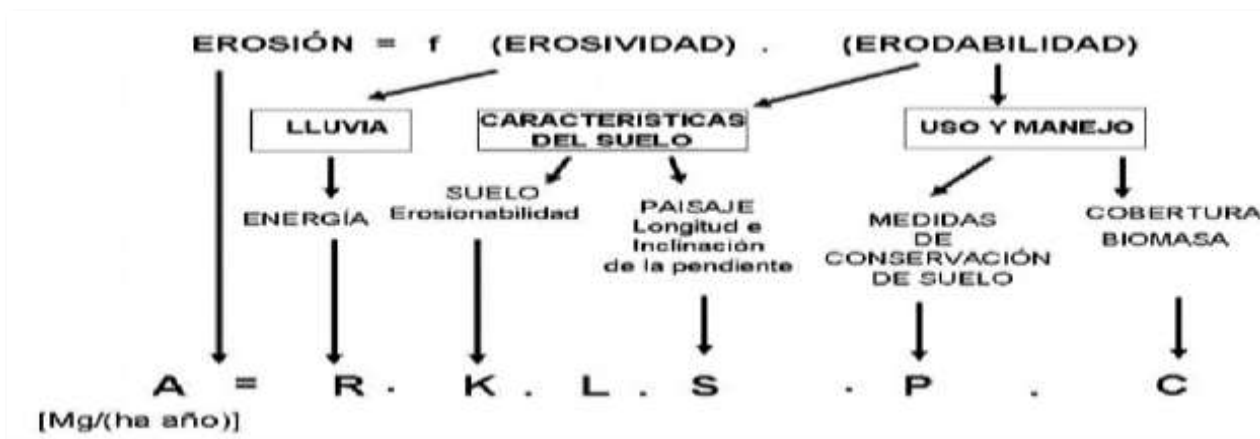 EROSIÓN = f (EROSIVIDAD) . (ERODABILIDAD)
LLUVIA
CARACTERISTICAS
DEL SUELO
USO Y MANEJO
ENERGÍA
SUELO
Erosionabilidad
PAISAJE
Longitud e
Inclinación
de la pendiente
MEDIDAS
DE
CONSERVACIÓN
DE SUELO
COBERTURA
BIOMASA
A = R . K . L . S . P . C
[Mg/(ha año)]